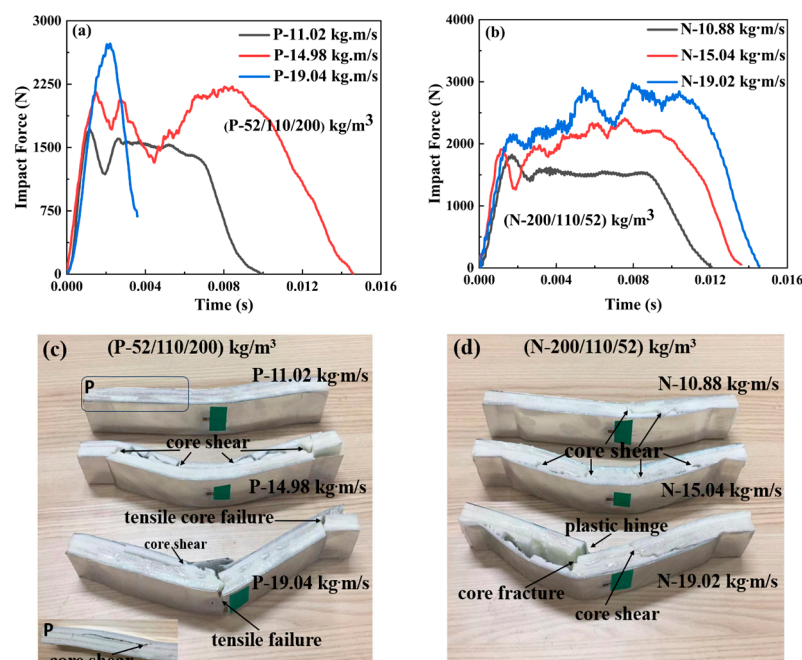 (a)
P-11.02 kg.m/s
P-14.98 kg.m/s
P-19.04 kg.m/s
(P-52/110/200) kg/m³
Impact Force (N)
3000
2250
1500
750
0
0.000 0.004 0.008 0.012 0.016
Time (s)
(b)
N-10.88 kg·m/s
N-15.04 kg·m/s
N-19.02 kg·m/s
(N-200/110/52) kg/m³
Impact Force (N)
4000
3000
2000
1000
0
0.000 0.004 0.008 0.012 0.016
Time (s)
(c) (P-52/110/200) kg/m³
P
P-11.02 kg·m/s
core shear
P-14.98 kg·m/s
tensile core failure
core shear
P-19.04 kg·m/s
tensile failure
P
core shear
(d) (N-200/110/52) kg/m³
N-10.88 kg·m/s
core shear
N-15.04 kg·m/s
plastic hinge
core fracture
N-19.02 kg·m/s
core shear